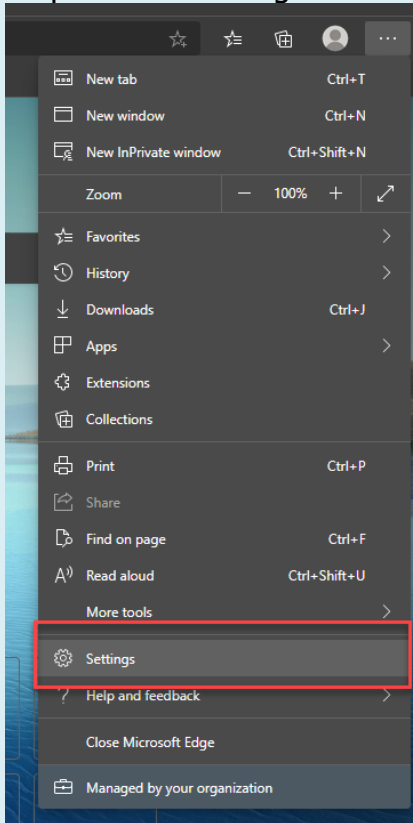 New tab Ctrl+T
New window Ctrl+N
New InPrivate window Ctrl+Shift+N
Zoom — 100% +
Favorites
History
Downloads Ctrl+J
Apps
Extensions
Collections
Print Ctrl+P
Share
Find on page Ctrl+F
Read aloud Ctrl+Shift+U
More tools
Settings
Help and feedback
Close Microsoft Edge
Managed by your organization